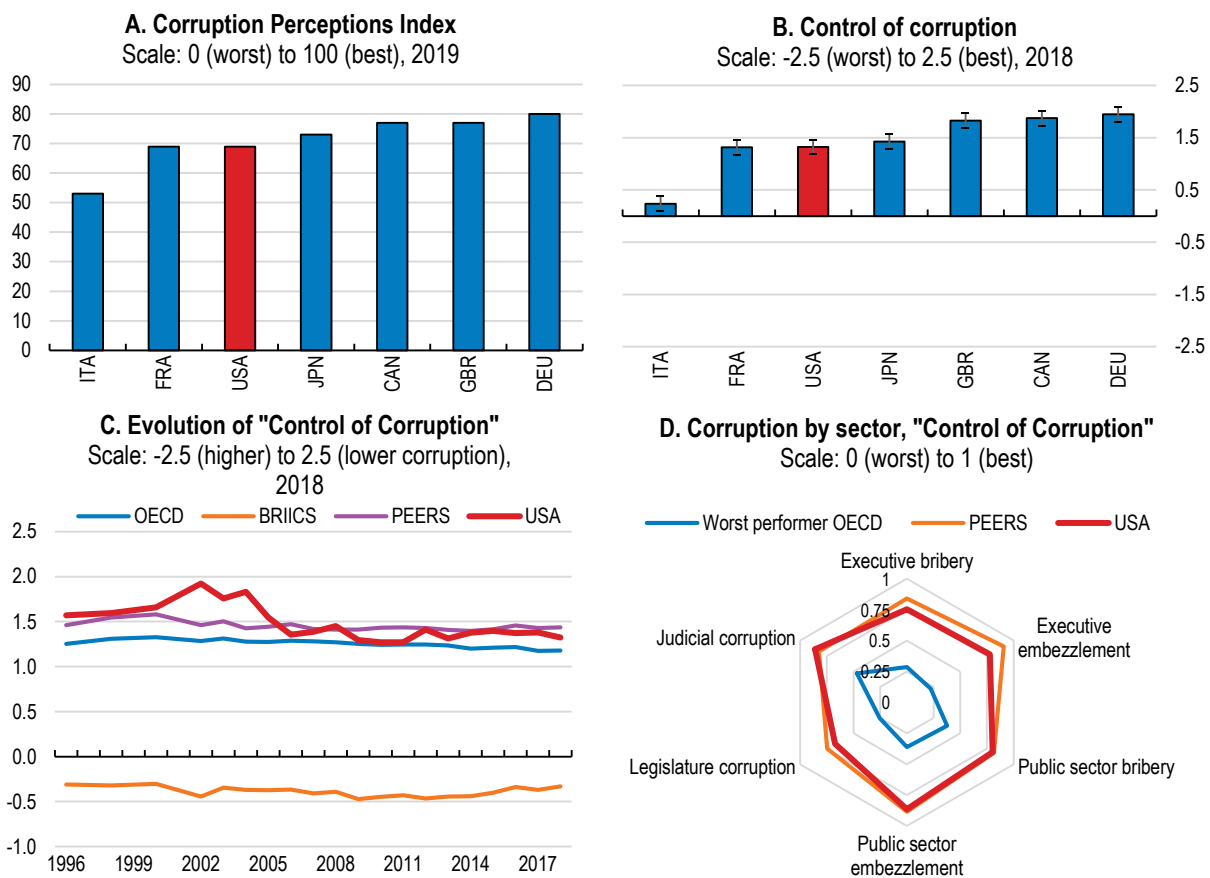 A. Corruption Perceptions Index
Scale: 0 (worst) to 100 (best), 2019
90
80
70
60
50
40
30
20
10
0
ITA
FRA
USA
JPN
CAN
GBR
DEU
B. Control of corruption
Scale: -2.5 (worst) to 2.5 (best), 2018
2.5
1.5
0.5
-0.5
-1.5
-2.5
ITA
FRA
USA
JPN
GBR
CAN
DEU
C. Evolution of "Control of Corruption"
Scale: -2.5 (higher) to 2.5 (lower corruption),
2018
OECD BRIICS PEERS USA
2.5
2.0
1.5
1.0
0.5
0.0
-0.5
-1.0
1996 1999 2002 2005 2008 2011 2014 2017
D. Corruption by sector, "Control of Corruption"
Scale: 0 (worst) to 1 (best)
Worst performer OECD PEERS USA
Executive bribery
1
0.75
0.5
0.25
0
Executive
embezzlement
Public sector bribery
Public sector
embezzlement
Legislature corruption
Judicial corruption